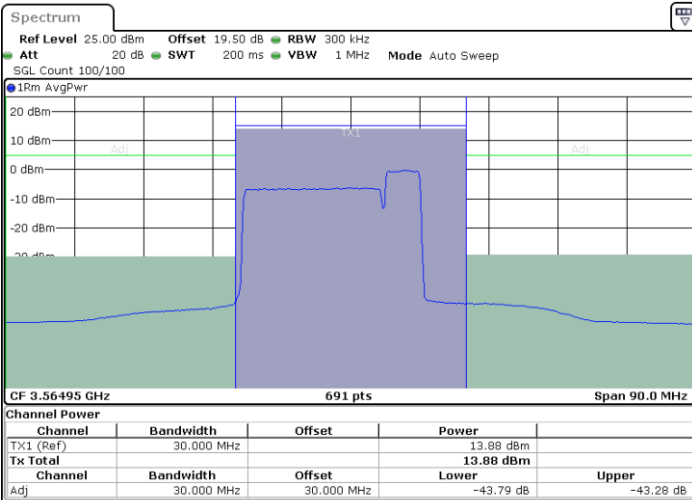 Spectrum
Ref Level 25.00 dBm Offset 19.50 dB RBW 300 kHz
Att 20 dB SWT 200 ms VBW 1 MHz Mode Auto Sweep
SGL Count 100/100
1Rm AvgPwr
20 dBm
TX1
10 dBm
Adj Adj
0 dBm
-10 dBm
-20 dBm
-30 dBm
CF 3.56495 GHz 691 pts Span 90.0 MHz
Channel Power
Channel Bandwidth Offset Power
TX1 (Ref) 30.000 MHz 13.88 dBm
Tx Total 13.88 dBm
Channel Bandwidth Offset Lower Upper
Adj 30.000 MHz 30.000 MHz -43.79 dB -43.28 dB